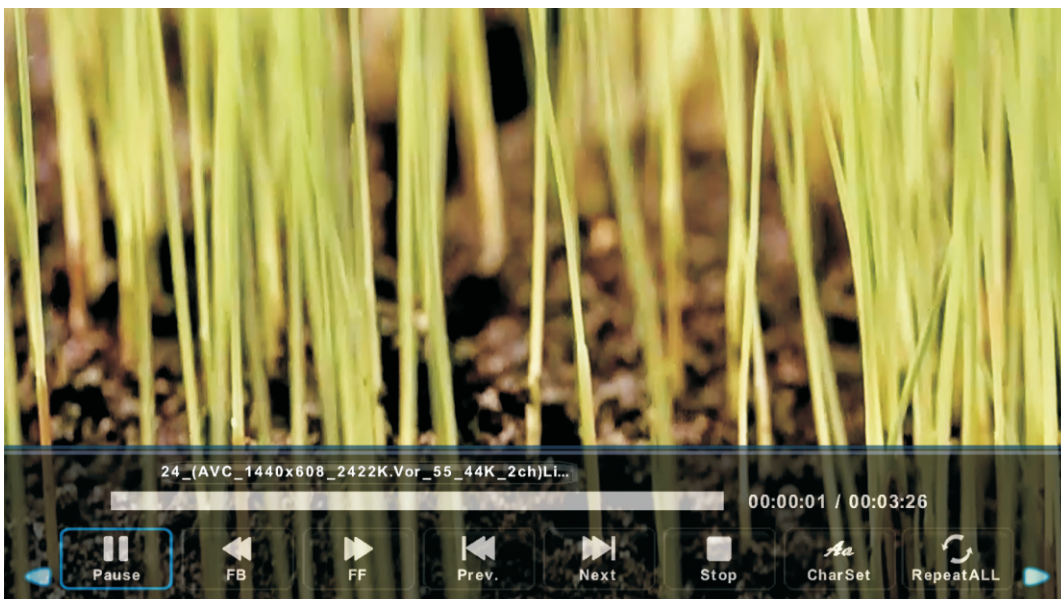 24_(AVC_1440x608_2422K.Vor_55_44K_2ch)Li...
00:00:01 / 00:03:26
Pause FB FF Prev. Next Stop CharSet RepeatALL